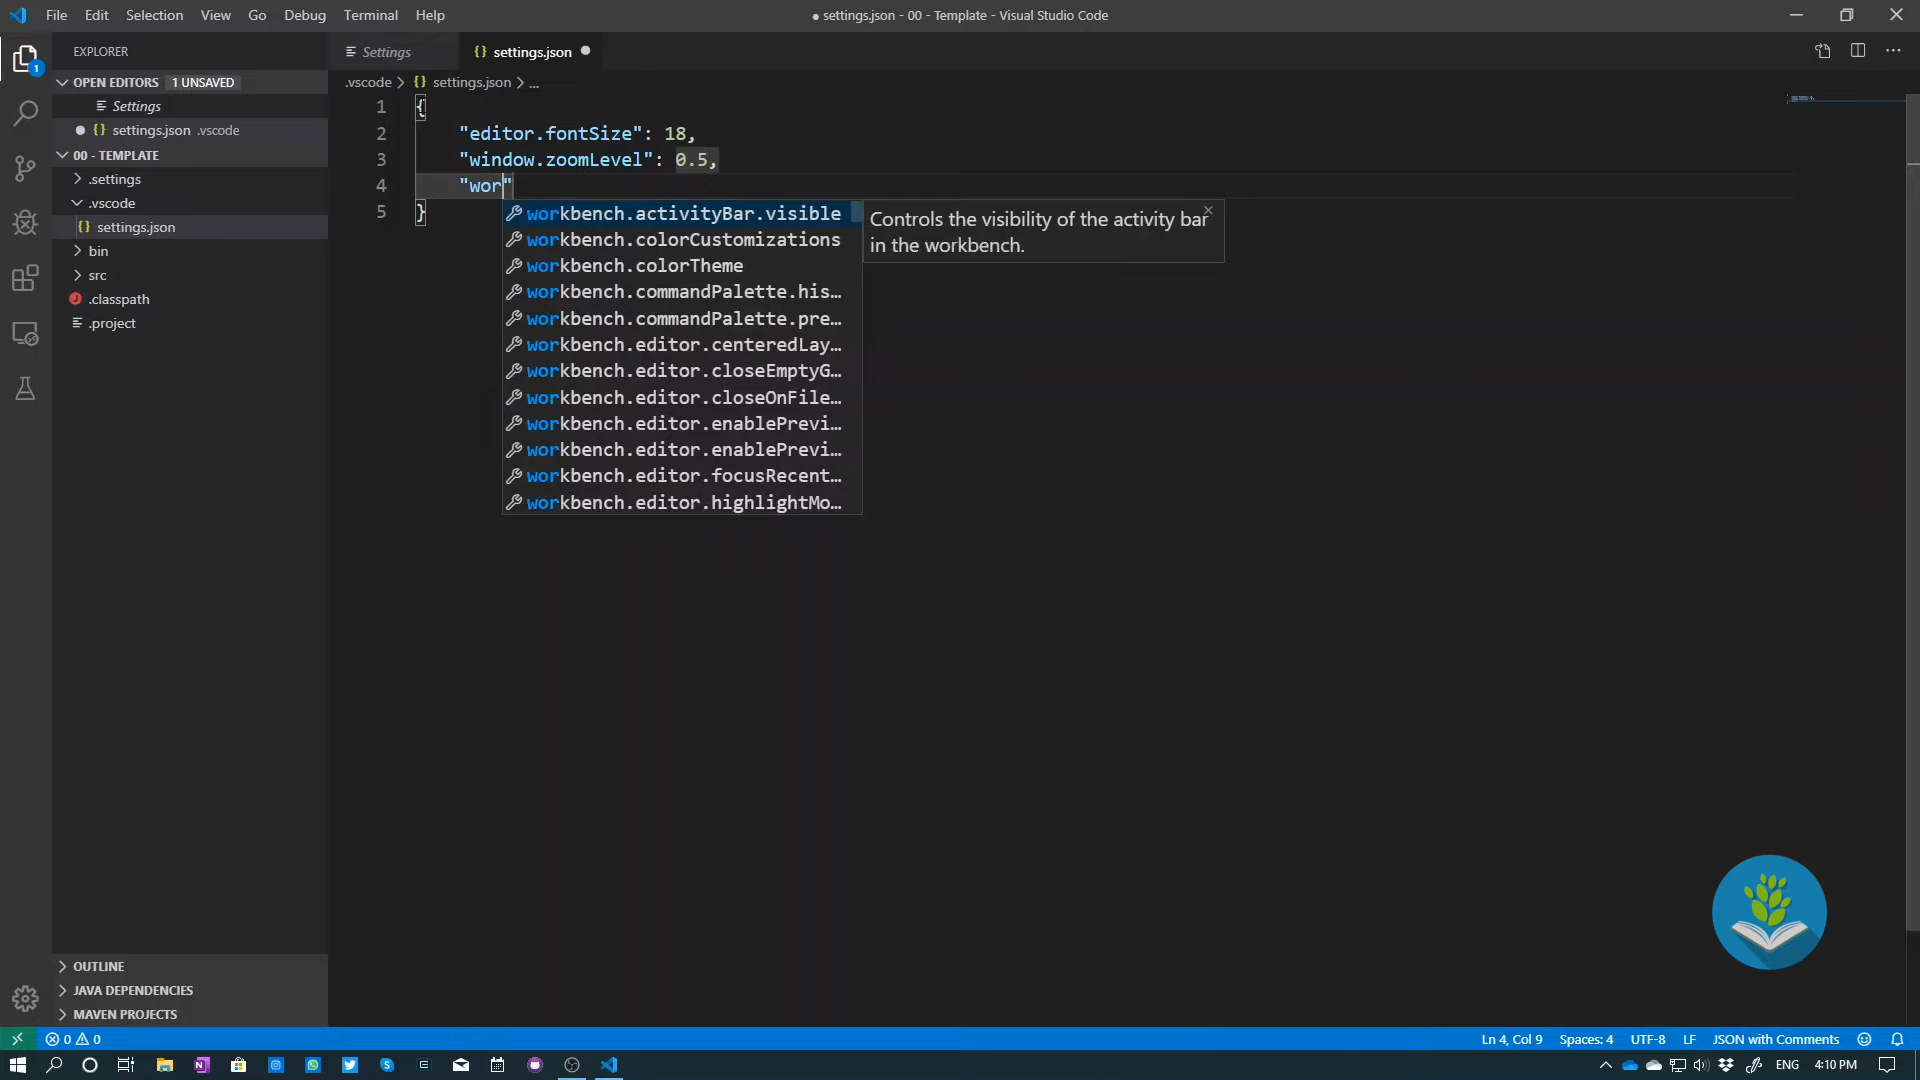 File Edit Selection View Go Debug Terminal Help
● settings.json - 00 - Template - Visual Studio Code
1
EXPLORER
OPEN EDITORS 1 UNSAVED
Settings
settings.json .vscode
00 - TEMPLATE
.settings
.vscode
{} settings.json
bin
src
J .classpath
.project
OUTLINE
JAVA DEPENDENCIES
MAVEN PROJECTS
Settings
{} settings.json
.vscode > {} settings.json > ...
1 {
2 "editor.fontSize": 18,
3 "window.zoomLevel": 0.5,
4 "wor"
5 }
workbench.activityBar.visible
workbench.colorCustomizations
workbench.colorTheme
workbench.commandPalette.his…
workbench.commandPalette.pre…
workbench.editor.centeredLay…
workbench.editor.closeEmptyG…
workbench.editor.closeOnFile…
workbench.editor.enablePrevi…
workbench.editor.enablePrevi…
workbench.editor.focusRecent…
workbench.editor.highlightMo…
Controls the visibility of the activity bar
in the workbench.
0 0
Ln 4, Col 9 Spaces: 4 UTF-8 LF JSON with Comments
ENG 4:10 PM